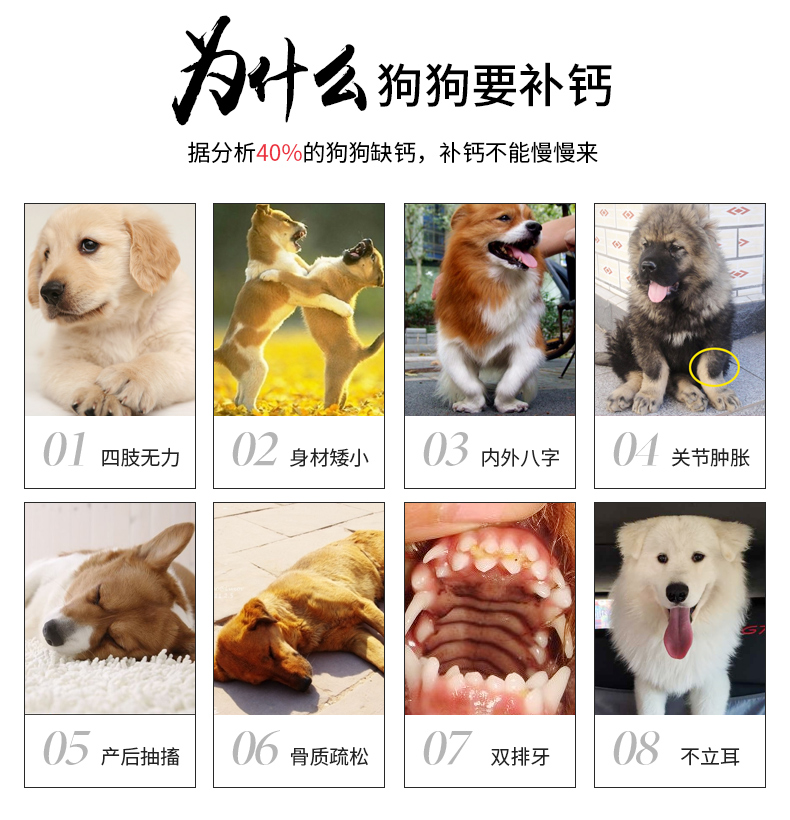 为什么狗狗要补钙
据分析40%的狗狗缺钙，补钙不能慢慢来
01 四肢无力
02 身材矮小
03 内外八字
04 关节肿胀
05 产后抽搐
06 骨质疏松
07 双排牙
08 不立耳